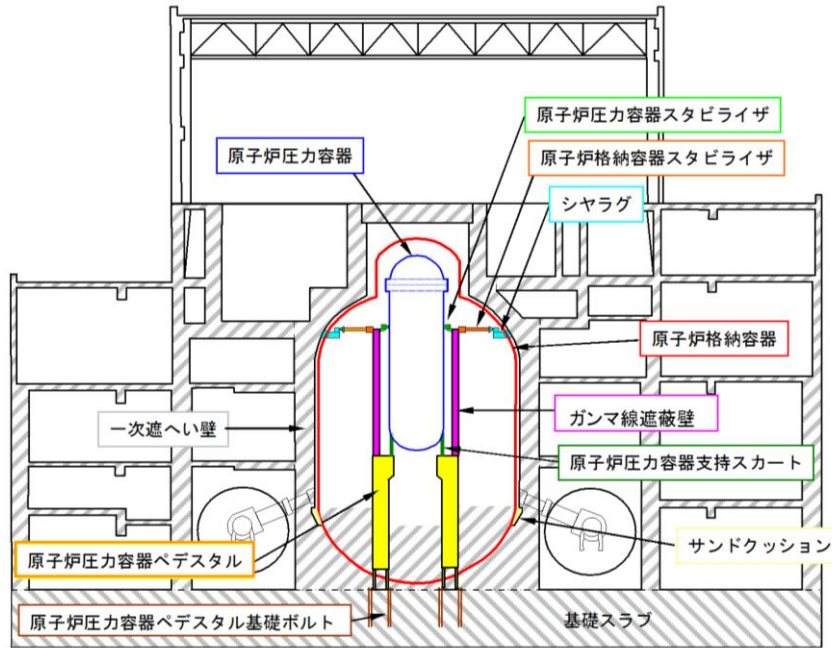 原子炉圧力容器スタビライザ
原子炉圧力容器
原子炉格納容器スタビライザ
シヤラグ
原子炉格納容器
一次遮へい壁
ガンマ線遮蔽壁
原子炉圧力容器支持スカート
サンドクッション
原子炉圧力容器ペデスタル
原子炉圧力容器ペデスタル基礎ボルト
基礎スラブ